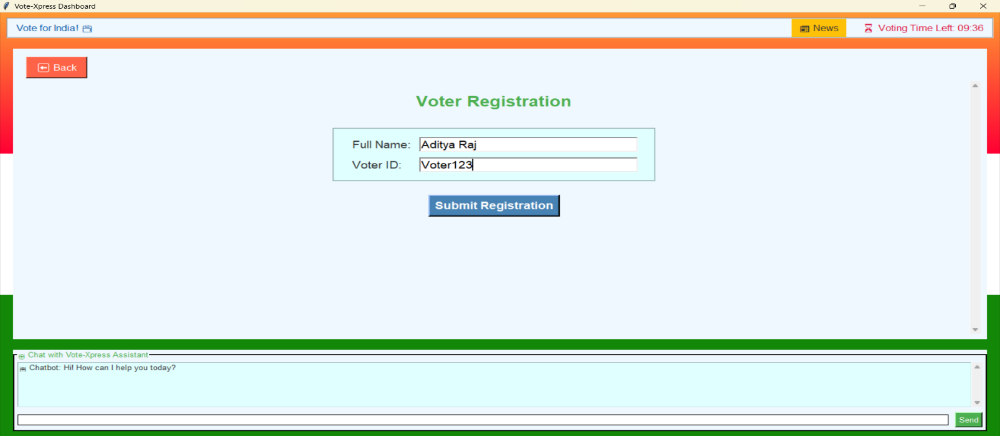 Vote-Xpress Dashboard
Vote for India!
News
Voting Time Left: 09:36
Back
Voter Registration
Full Name: Aditya Raj
Voter ID: Voter123
Submit Registration
Chat with Vote-Xpress Assistant
Chatbot: Hi! How can I help you today?
Send